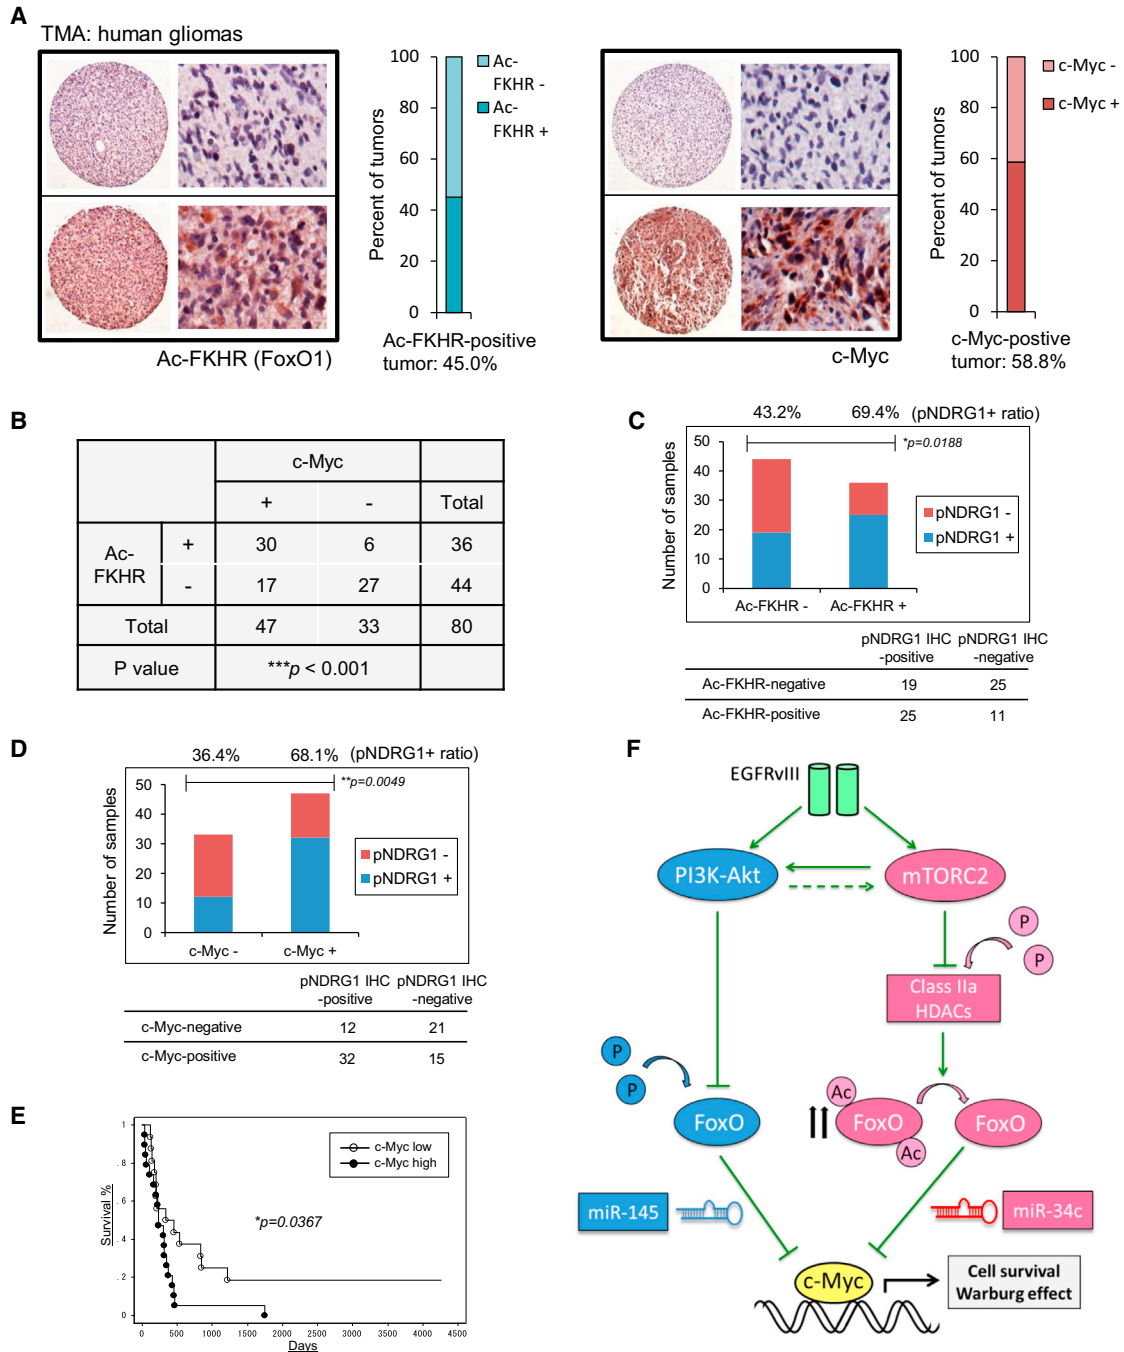 A
TMA: human gliomas
100
80
60
40
20
0
Percent of tumors
Ac-
FKHR -
Ac-
FKHR +
Ac-FKHR (FoxO1)
Ac-FKHR-positive
tumor: 45.0%
100
80
60
40
20
0
Percent of tumors
c-Myc -
c-Myc +
c-Myc
c-Myc-postive
tumor: 58.8%
B
c-Myc
+ - Total
Ac-
FKHR
+ 30 6 36
- 17 27 44
Total 47 33 80
P value ***p < 0.001
C
43.2% 69.4% (pNDRG1+ ratio)
*p=0.0188
50
40
30
20
10
0
Number of samples
pNDRG1 -
pNDRG1 +
Ac-FKHR - Ac-FKHR +
pNDRG1 IHC
-positive
pNDRG1 IHC
-negative
Ac-FKHR-negative 19 25
Ac-FKHR-positive 25 11
D
36.4% 68.1% (pNDRG1+ ratio)
**p=0.0049
50
40
30
20
10
0
Number of samples
pNDRG1 -
pNDRG1 +
c-Myc - c-Myc +
pNDRG1 IHC
-positive
pNDRG1 IHC
-negative
c-Myc-negative 12 21
c-Myc-positive 32 15
E
1
.8
.6
.4
.2
0
Survival %
c-Myc low
c-Myc high
*p=0.0367
0 500 1000 1500 2000 2500 3000 3500 4000 4500
Days
F
EGFRvIII
PI3K-Akt
mTORC2
P
P
Class IIa
HDACs
P
P
FoxO
Ac
FoxO
Ac
FoxO
miR-145
miR-34c
c-Myc
Cell survival
Warburg effect